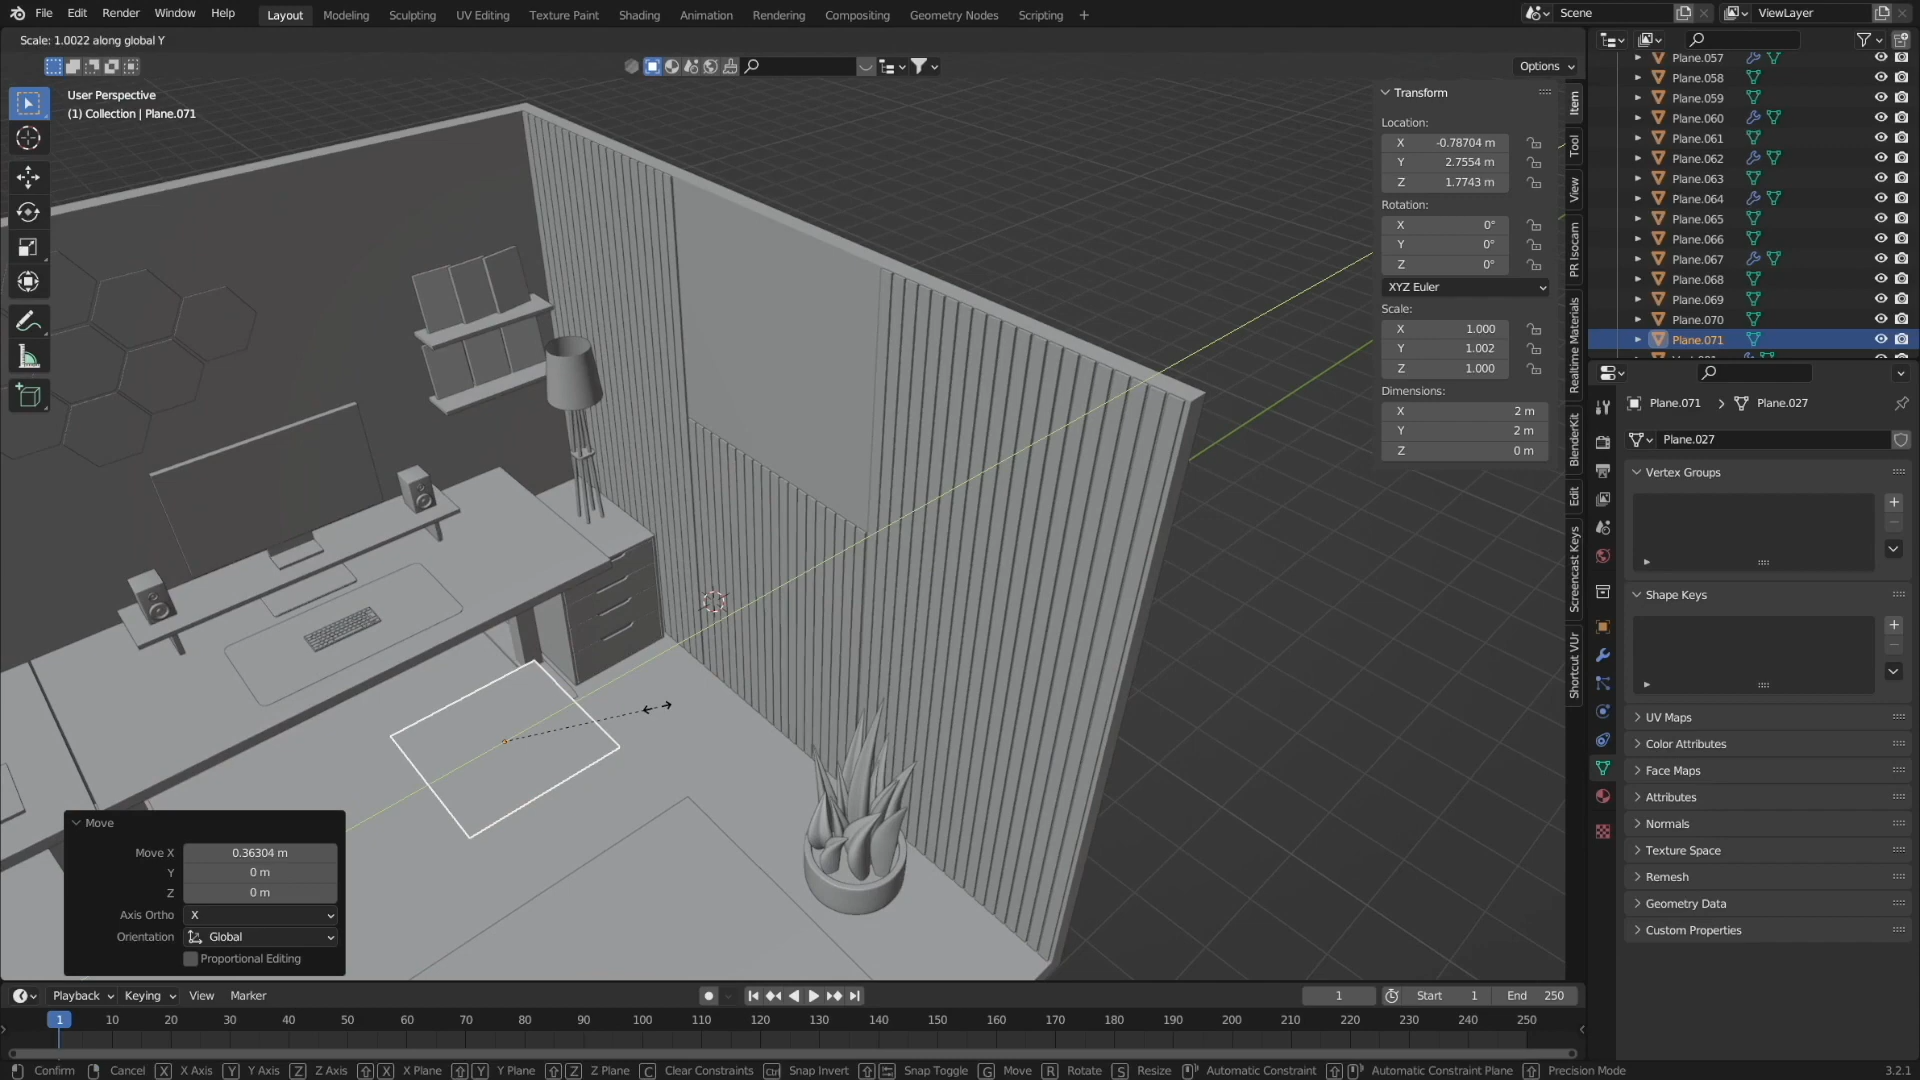 File Edit Render Window Help Layout Modeling Sculpting UV Editing Texture Paint Shading Animation Rendering Compositing Geometry Nodes Scripting + Scene ViewLayer
Scale: 1.0022 along global Y
Options
User Perspective
(1) Collection | Plane.071
Transform
Location:
X -0.78704 m
Y 2.7554 m
Z 1.7743 m
Rotation:
X 0°
Y 0°
Z 0°
XYZ Euler
Scale:
X 1.000
Y 1.002
Z 1.000
Dimensions:
X 2 m
Y 2 m
Z 0 m
Item
Tool
View
PR Isocam
Realtime Materials
BlenderKit
Edit
Screencast Keys
Shortcut VUr
Plane.057
Plane.058
Plane.059
Plane.060
Plane.061
Plane.062
Plane.063
Plane.064
Plane.065
Plane.066
Plane.067
Plane.068
Plane.069
Plane.070
Plane.071
Plane.071 > Plane.027
Plane.027
Vertex Groups
Shape Keys
UV Maps
Color Attributes
Face Maps
Attributes
Normals
Texture Space
Remesh
Geometry Data
Custom Properties
Move
Move X 0.36304 m
Y 0 m
Z 0 m
Axis Ortho X
Orientation Global
Proportional Editing
Playback Keying View Marker 1 Start 1 End 250
1 10 20 30 40 50 60 70 80 90 100 110 120 130 140 150 160 170 180 190 200 210 220 230 240 250
Confirm Cancel X X Axis Y Y Axis Z Z Axis X X Plane Y Y Plane Z Z Plane C Clear Constraints Ctrl Snap Invert Snap Toggle G Move R Rotate S Resize Automatic Constraint Automatic Constraint Plane Precision Mode 3.2.1